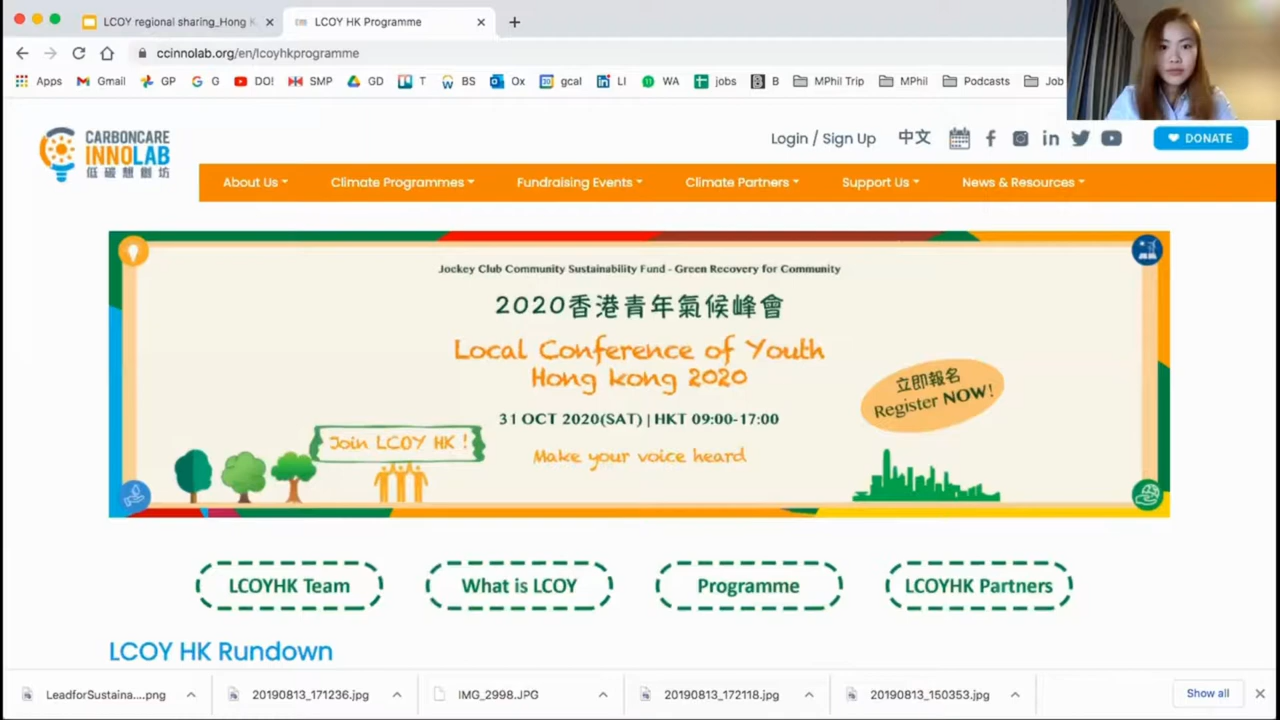 LCOY regional sharing_Hong K
LCOY HK Programme
ccinnolab.org/en/lcoyhkprogramme
Apps Gmail GP G DO! SMP GD T BS Ox gcal LI WA jobs B MPhil Trip MPhil Podcasts Job
Login / Sign Up 中文 DONATE
CARBONCARE
INNOLAB
低碳想創坊
About Us Climate Programmes Fundraising Events Climate Partners Support Us News & Resources
Jockey Club Community Sustainability Fund - Green Recovery for Community
2020香港青年氣候峰會
Local Conference of Youth
Hong Kong 2020
立即報名
Register NOW!
31 OCT 2020(SAT) | HKT 09:00-17:00
Join LCOY HK !
Make your voice heard
LCOYHK Team What is LCOY Programme LCOYHK Partners
LCOY HK Rundown
LeadforSustaina....png 20190813_171236.jpg IMG_2998.JPG 20190813_172118.jpg 20190813_150353.jpg Show all